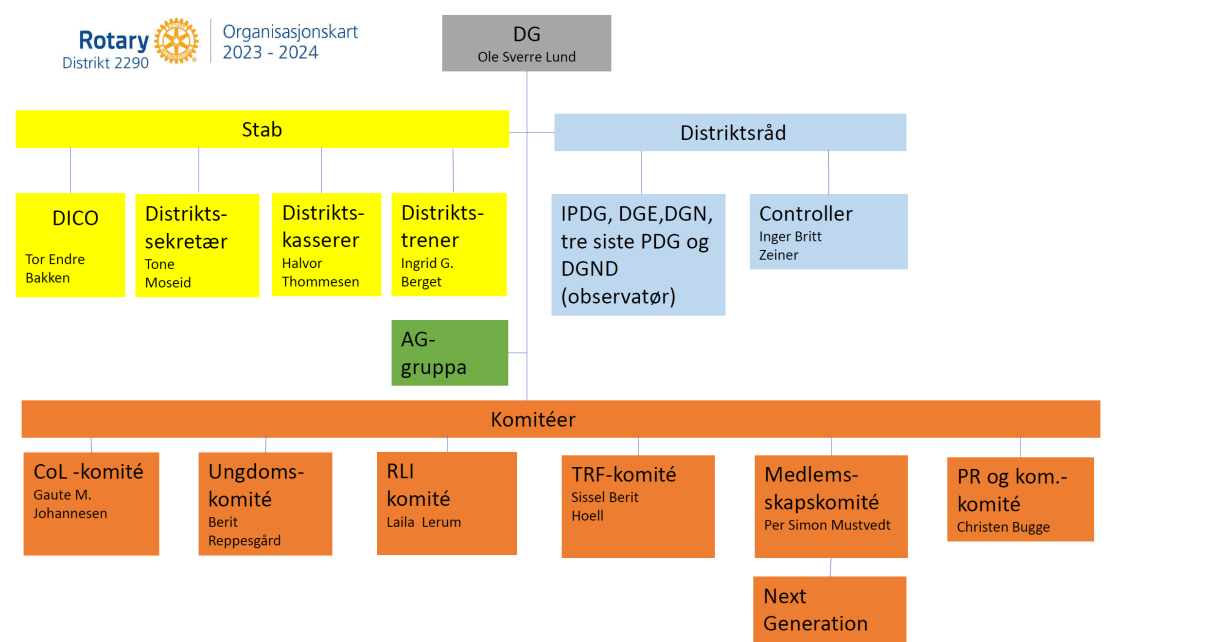 Rotary
Distrikt 2290
Organisasjonskart
2023 - 2024
DG
Ole Sverre Lund
Stab
Distriktsråd
DICO
Tor Endre
Bakken
Distrikts-
sekretær
Tone
Moseid
Distrikts-
kasserer
Halvor
Thommesen
Distrikts-
trener
Ingrid G.
Berget
IPDG, DGE,DGN,
tre siste PDG og
DGND
(observatør)
Controller
Inger Britt
Zeiner
AG-
gruppa
Komitéer
CoL -komité
Gaute M.
Johannesen
Ungdoms-
komité
Berit
Reppesgård
RLI
komité
Laila  Lerum
TRF-komité
Sissel Berit
Hoell
Medlems-
skapskomité
Per Simon Mustvedt
PR og kom.-
komité
Christen Bugge
Next
Generation